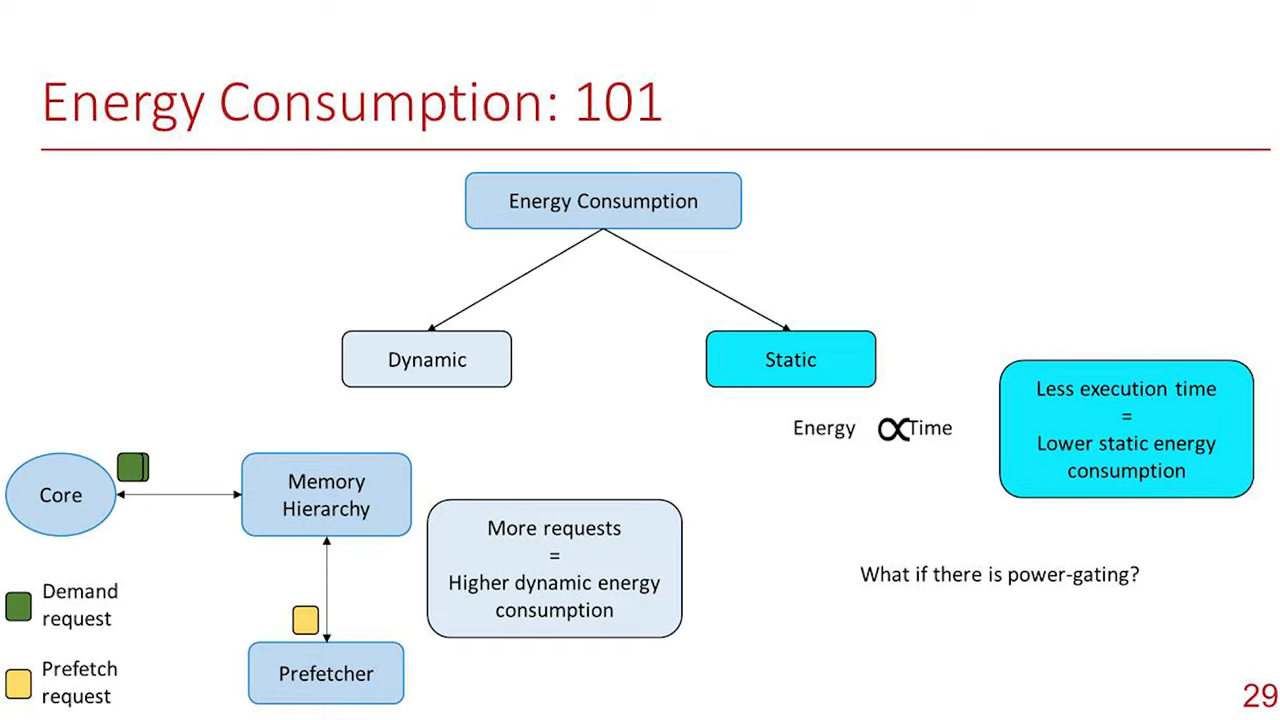 Energy Consumption: 101
Energy Consumption
Dynamic
Static
Energy ∝ Time
Less execution time
=
Lower static energy
consumption
Core
Memory
Hierarchy
More requests
=
Higher dynamic energy
consumption
What if there is power-gating?
Demand
request
Prefetcher
Prefetch
request
29